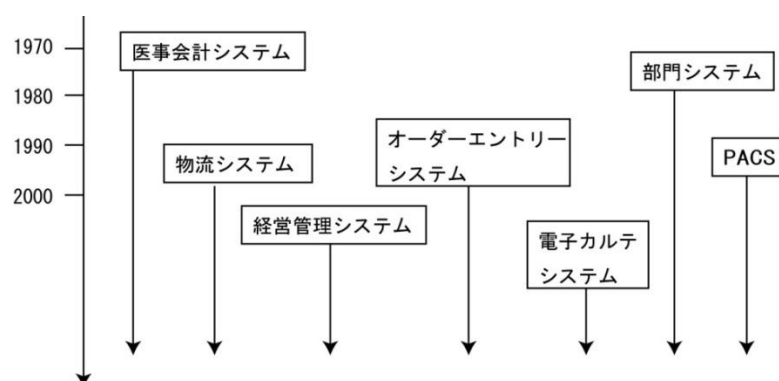 1970
1980
1990
2000
医事会計システム
物流システム
経営管理システム
オーダーエントリー
システム
電子カルテ
システム
部門システム
PACS